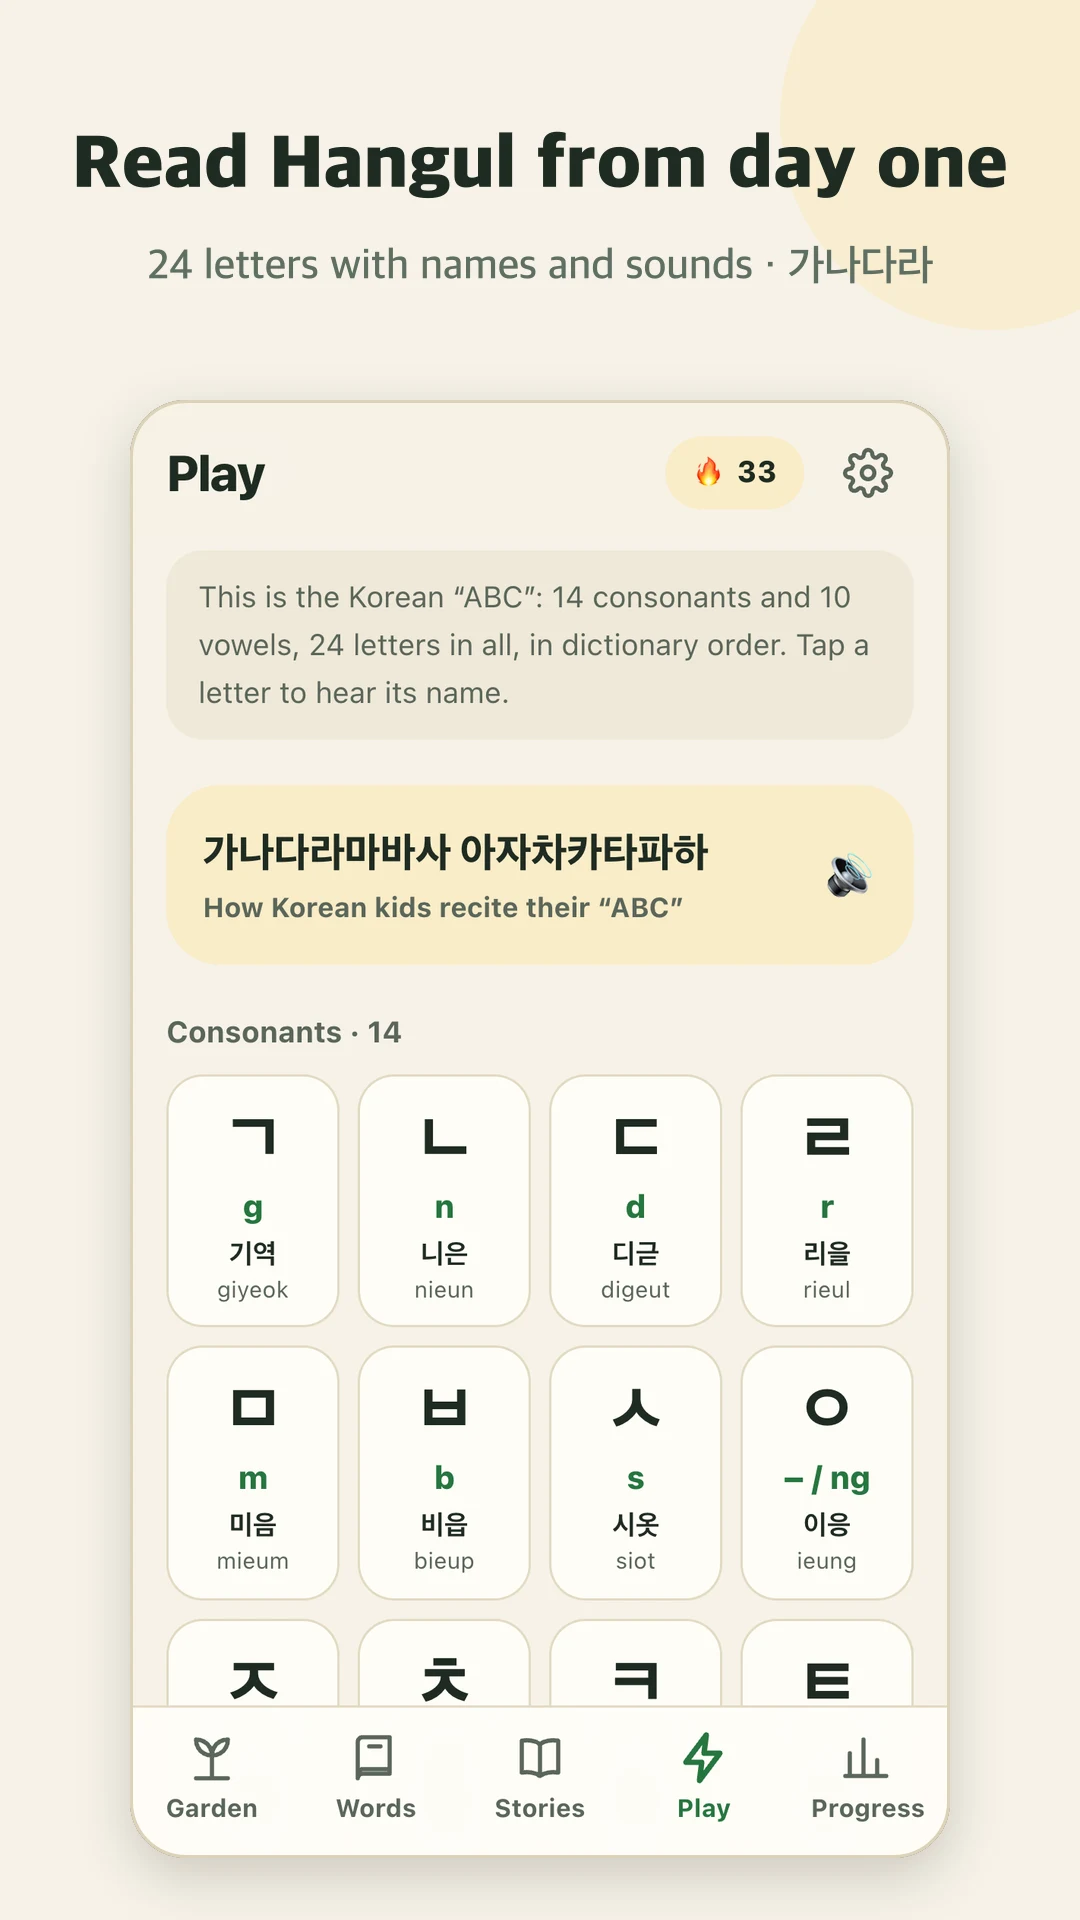 Read Hangul from day one
24 letters with names and sounds · 가나다라
Play
🔥 33
This is the Korean “ABC”: 14 consonants and 10
vowels, 24 letters in all, in dictionary order. Tap a
letter to hear its name.
가나다라마바사 아자차카타파하
How Korean kids recite their “ABC”
Consonants · 14
ㄱ ㄴ ㄷ ㄹ
g n d r
기역 니은 디귿 리을
giyeok nieun digeut rieul
ㅁ ㅂ ㅅ ㅇ
m b s – / ng
미음 비읍 시옷 이응
mieum bieup siot ieung
ㅈ ㅊ ㅋ ㅌ
Garden Words Stories Play Progress